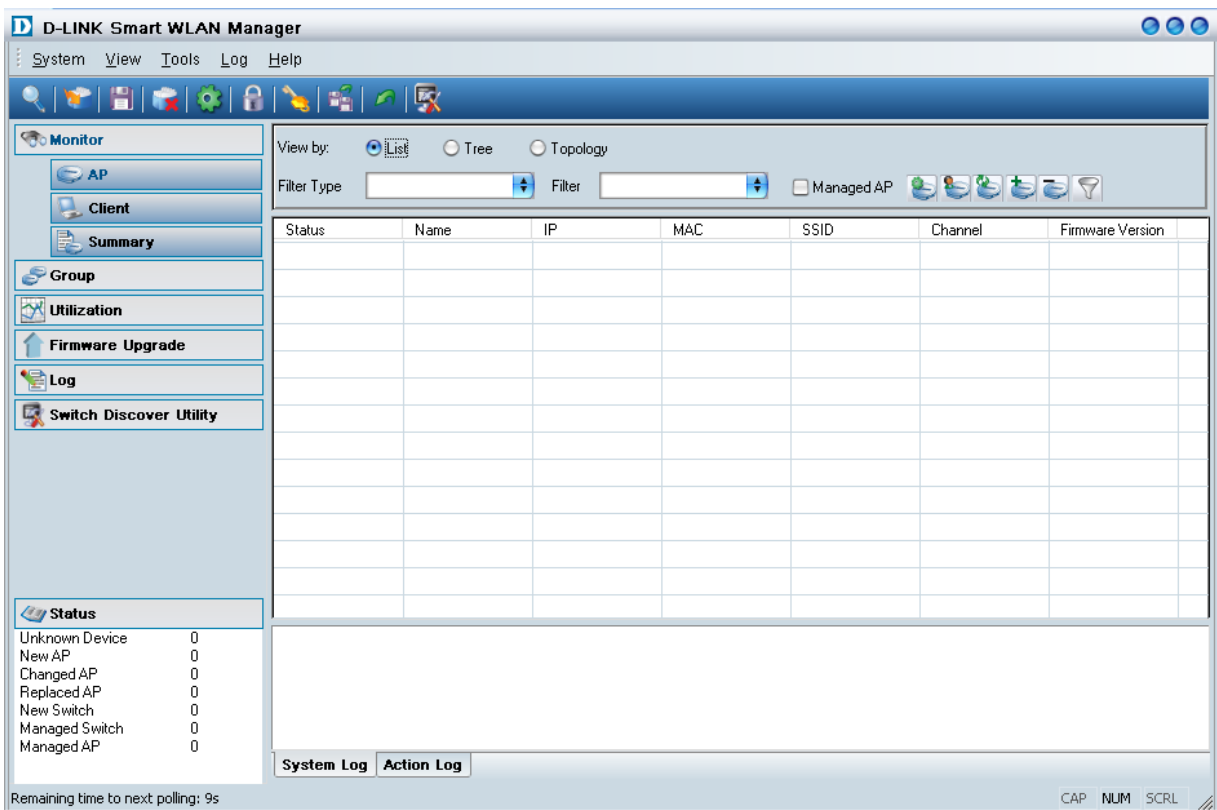 D D-LINK Smart WLAN Manager
System View Tools Log Help
Monitor
AP
Client
Summary
Group
Utilization
Firmware Upgrade
Log
Switch Discover Utility
View by: List Tree Topology
Filter Type Filter Managed AP
Status Name IP MAC SSID Channel Firmware Version
Status
Unknown Device 0
New AP 0
Changed AP 0
Replaced AP 0
New Switch 0
Managed Switch 0
Managed AP 0
System Log Action Log
Remaining time to next polling: 9s
CAP NUM SCRL